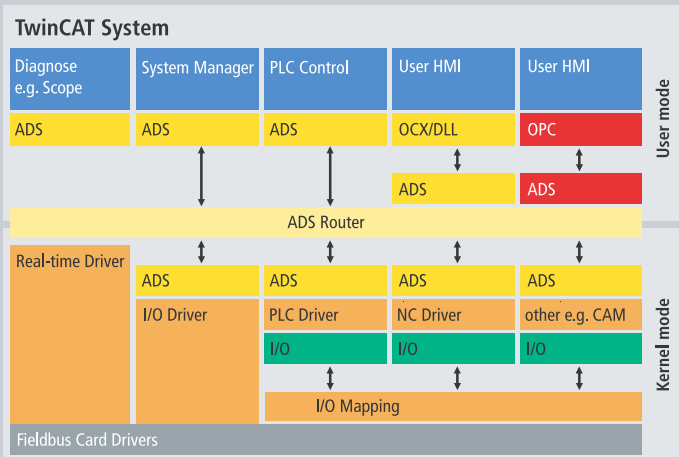 TwinCAT System
Diagnose
e.g. Scope
System Manager
PLC Control
User HMI
User HMI
ADS
ADS
ADS
OCX/DLL
OPC
ADS
ADS
User mode
ADS Router
Real-time Driver
ADS
ADS
ADS
ADS
I/O Driver
PLC Driver
NC Driver
other e.g. CAM
I/O
I/O
I/O
I/O Mapping
Kernel mode
Fieldbus Card Drivers